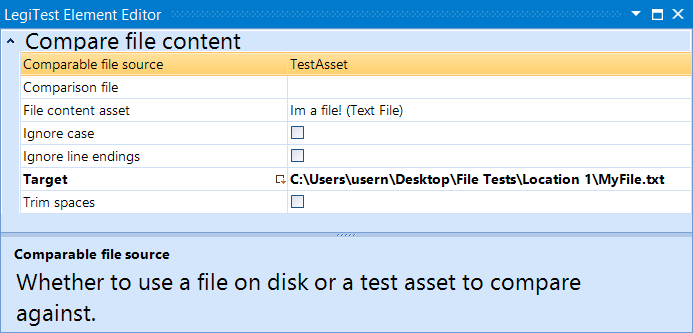 LegiTest Element Editor
Compare file content
Comparable file source TestAsset
Comparison file
File content asset Im a file! (Text File)
Ignore case
Ignore line endings
Target C:\Users\usern\Desktop\File Tests\Location 1\MyFile.txt
Trim spaces
Comparable file source
Whether to use a file on disk or a test asset to compare
against.